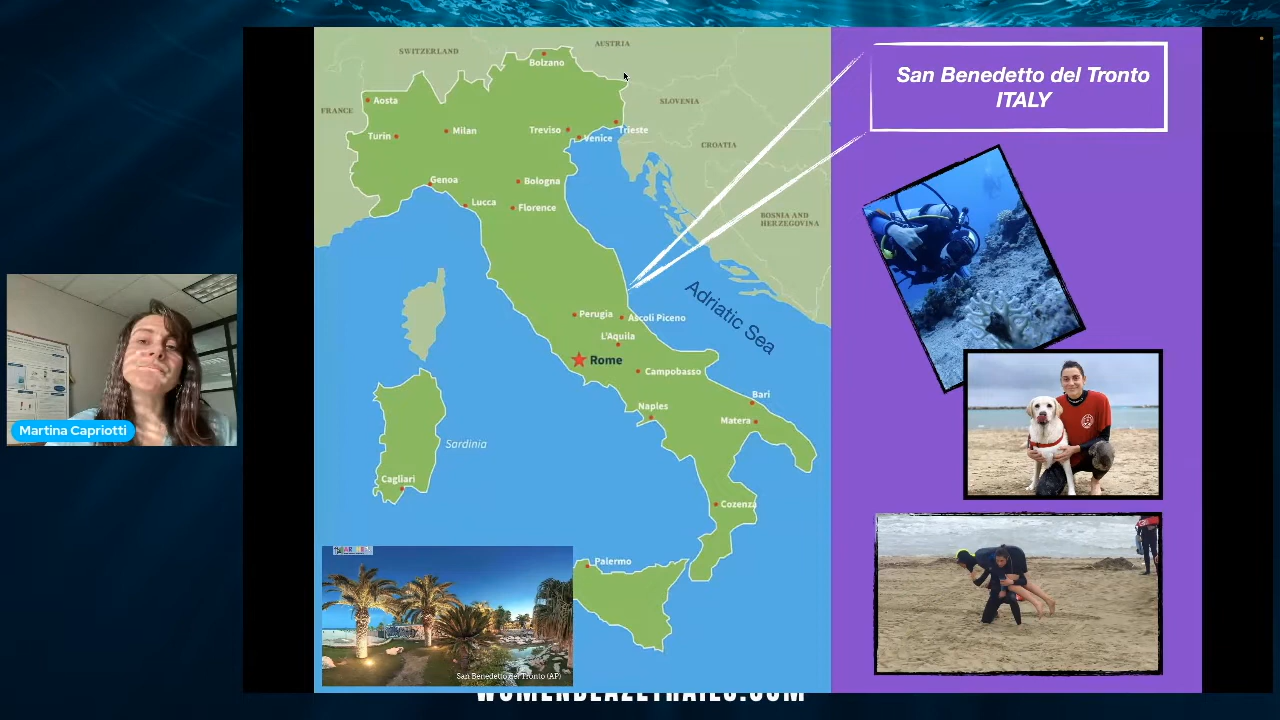 SWITZERLAND
AUSTRIA
Bolzano
FRANCE
Aosta
SLOVENIA
Turin
Milan
Treviso
Trieste
Venice
CROATIA
Genoa
Bologna
Lucca
Florence
BOSNIA AND
HERZEGOVINA
Perugia
Ascoli Piceno
Adriatic Sea
L'Aquila
Rome
Campobasso
Naples
Bari
Matera
Sardinia
Cagliari
Cozenza
Palermo
San Benedetto del Tronto (AP)
San Benedetto del Tronto
ITALY
Martina Capriotti
WOMENBLAZETRAILS.COM